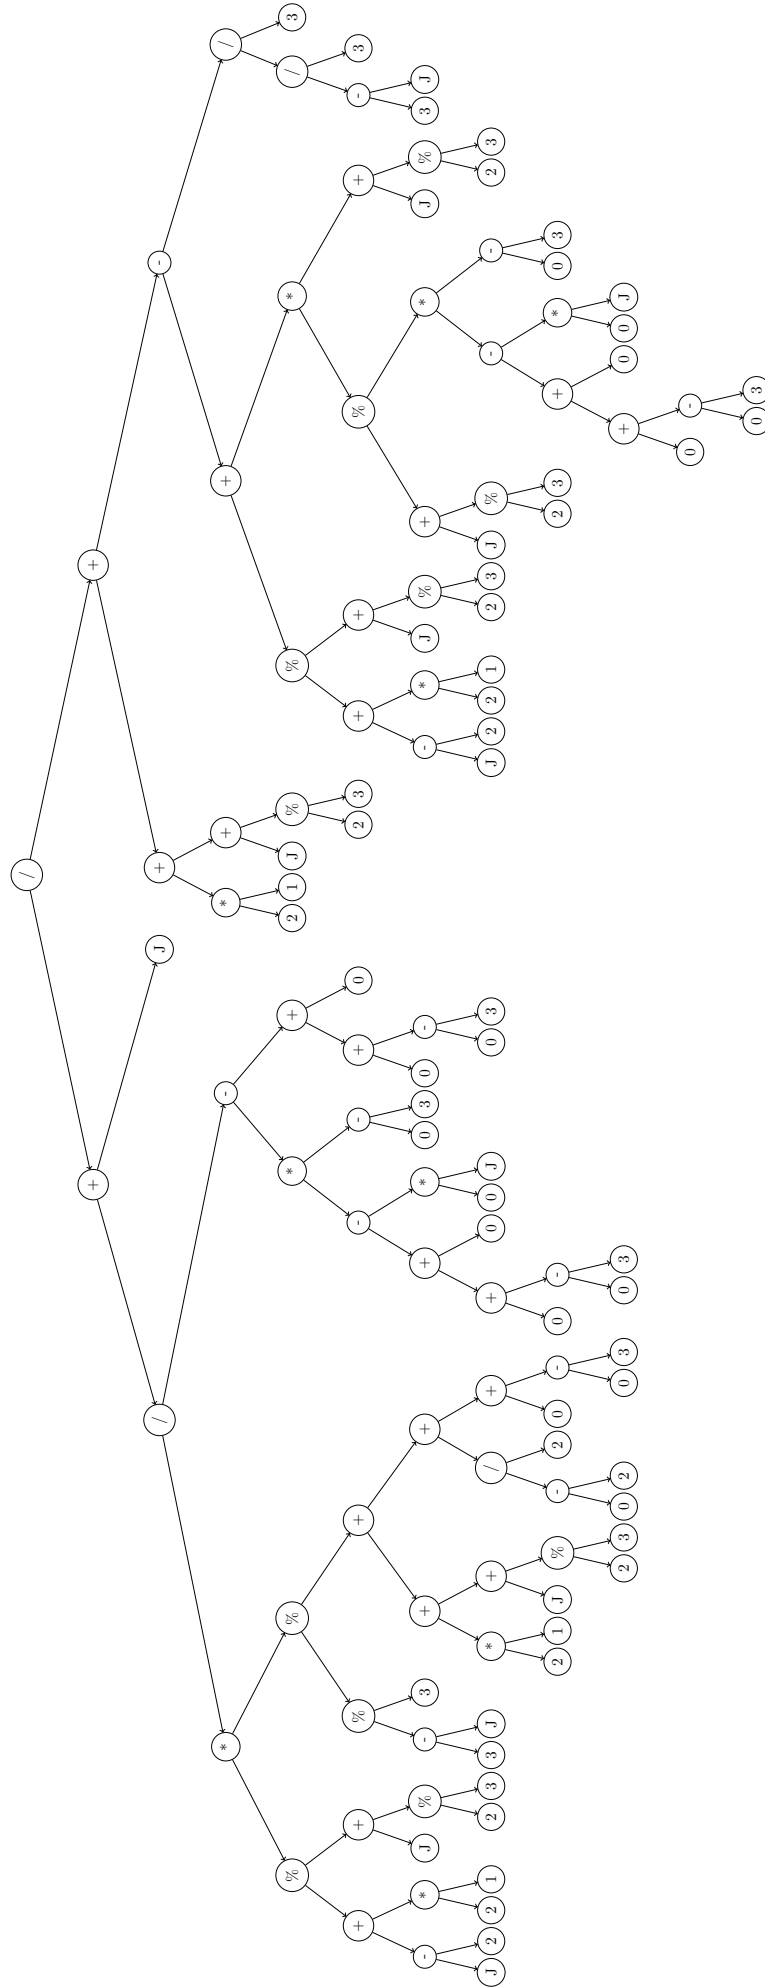 /
+ +
/ J + -
* - * + + /
% % * + 2 1 J % % * / 3
+ + % + - - + 0 2 3 + + % + - 3
- * J % - 3 + + + * 0 3 0 - - * J % + * J % 3 J
J 2 2 1 2 3 3 J * + / + + 0 0 J 0 3 J 2 2 1 2 3 J % - - 2 3
2 1 J % - 2 0 - 0 - 2 3 + * 0 3
2 3 0 2 0 3 0 3 + 0 0 J
0 -
0 3